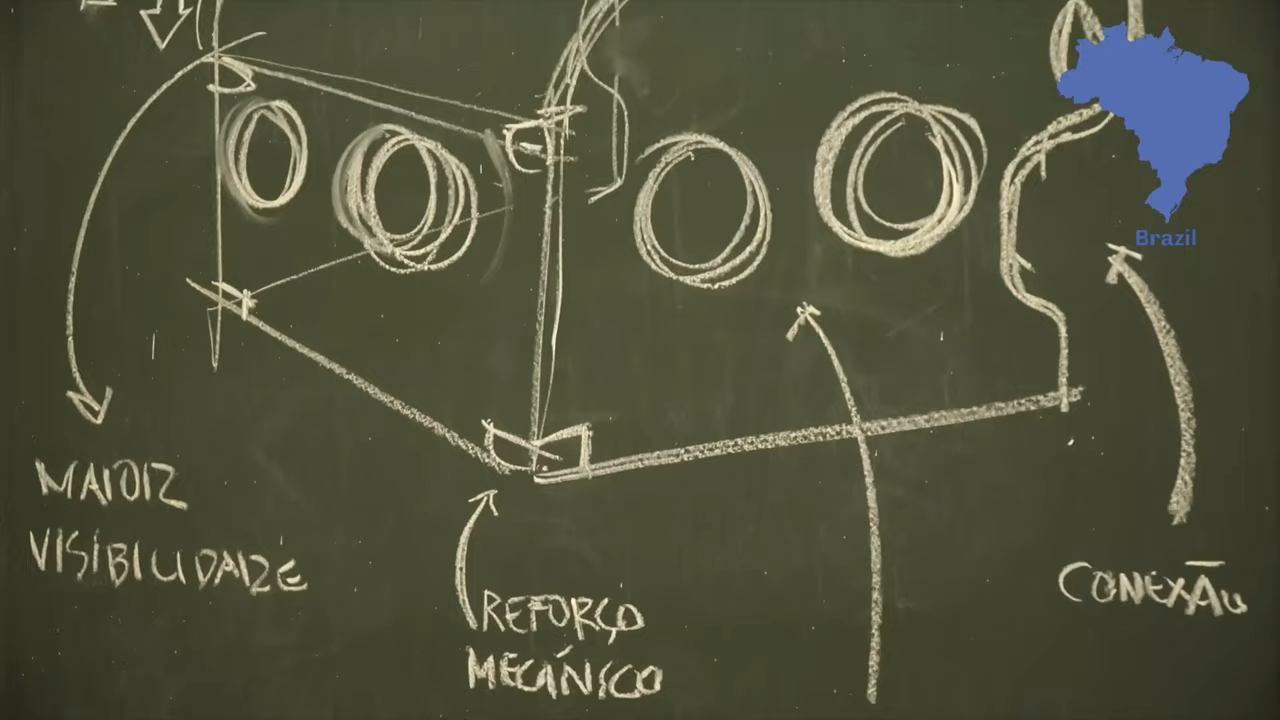 Brazil
MAIOR
VISIBILIDADE
REFORÇO
MECÂNICO
CONEXÃO